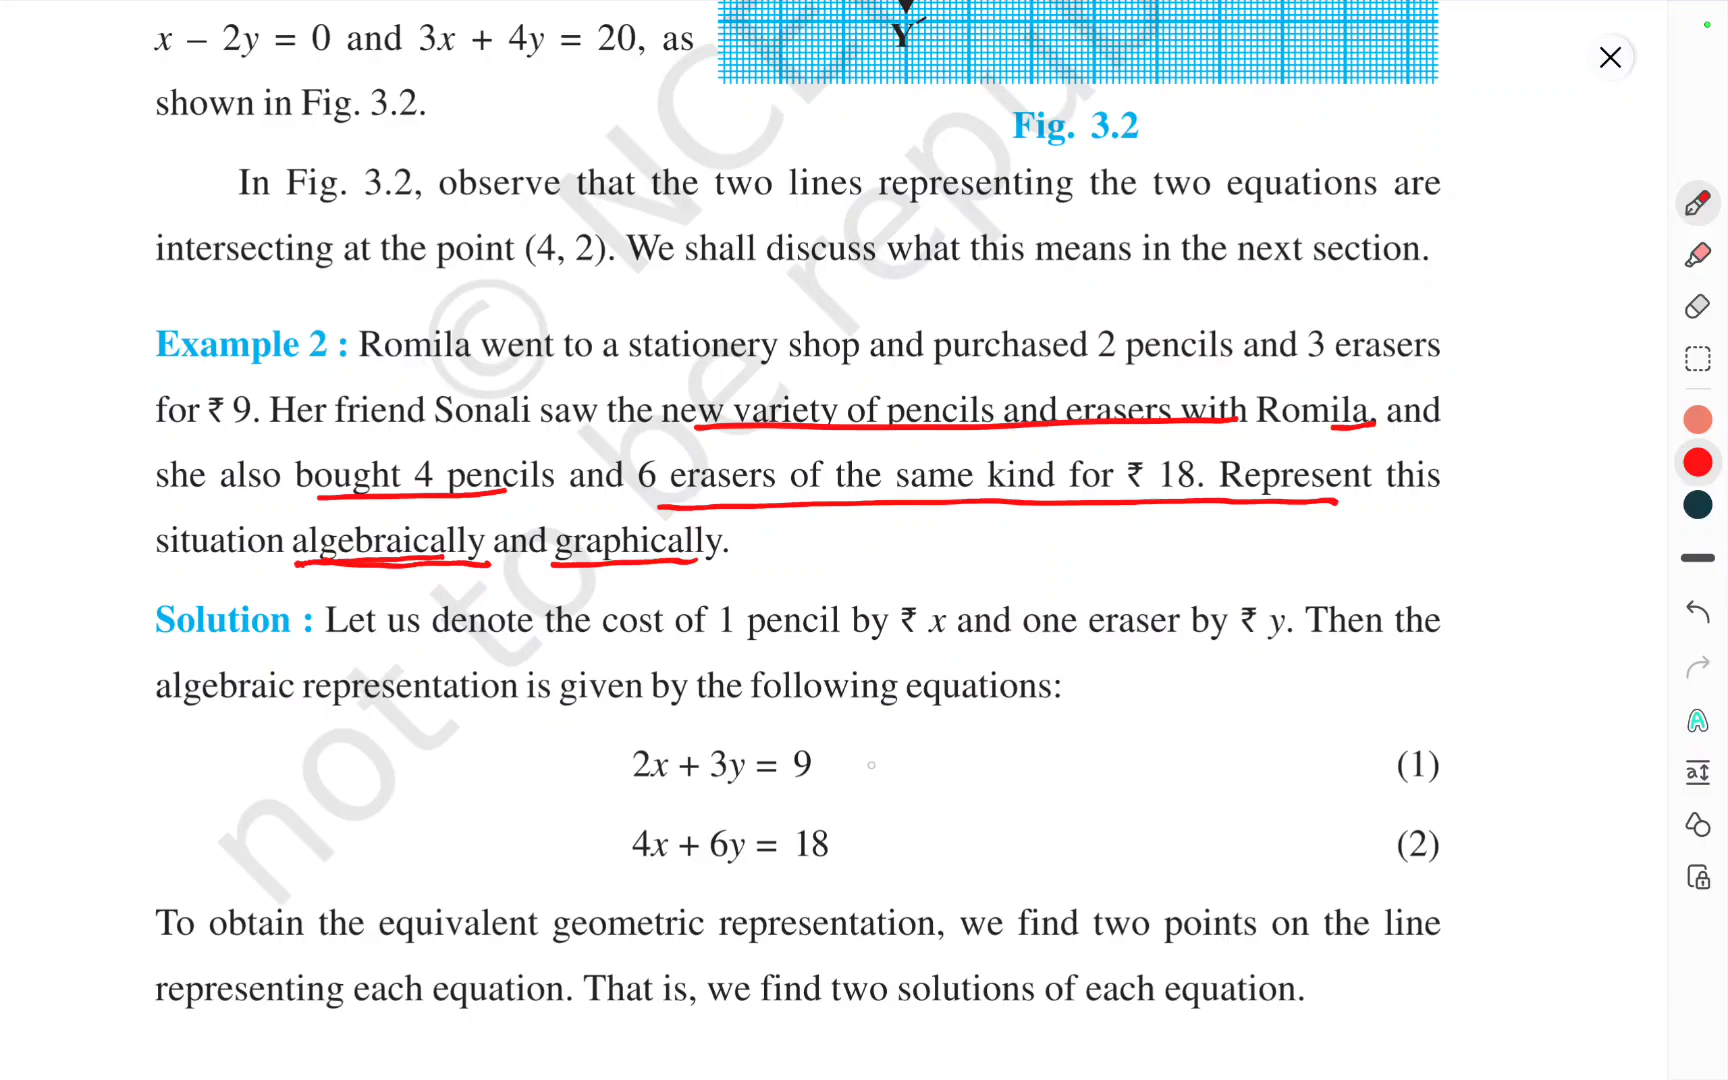 x – 2y = 0 and 3x + 4y = 20, as
shown in Fig. 3.2.
Y′
Fig. 3.2
In Fig. 3.2, observe that the two lines representing the two equations are
intersecting at the point (4, 2). We shall discuss what this means in the next section.
Example 2 : Romila went to a stationery shop and purchased 2 pencils and 3 erasers
for ₹ 9. Her friend Sonali saw the new variety of pencils and erasers with Romila, and
she also bought 4 pencils and 6 erasers of the same kind for ₹ 18. Represent this
situation algebraically and graphically.
Solution : Let us denote the cost of 1 pencil by ₹ x and one eraser by ₹ y. Then the
algebraic representation is given by the following equations:
2x + 3y = 9 (1)
4x + 6y = 18 (2)
To obtain the equivalent geometric representation, we find two points on the line
representing each equation. That is, we find two solutions of each equation.
© NC
not to be repu